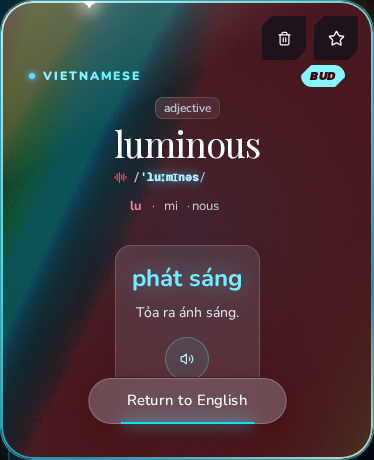 VIETNAMESE
BUD
adjective
luminous
/ˈluːmɪnəs/
lu · mi · nous
phát sáng
Tỏa ra ánh sáng.
Return to English